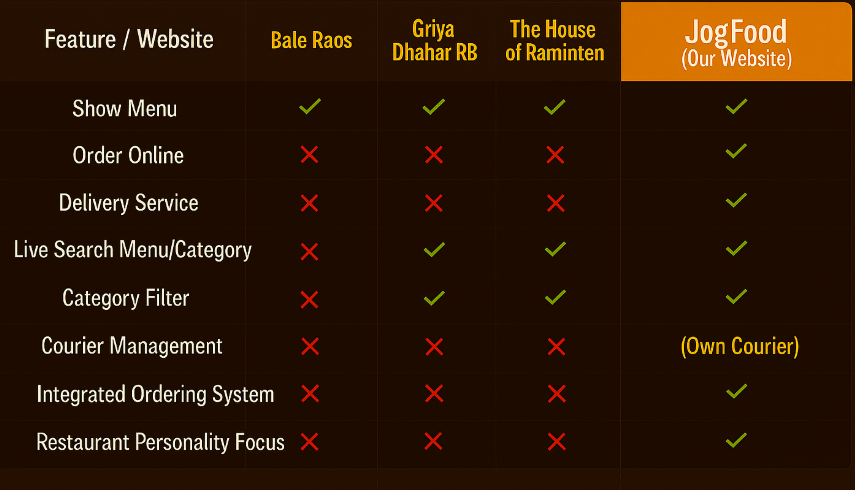 Feature / Website
Bale Raos
Griya
Dhahar RB
The House
of Raminten
JogFood
(Our Website)
Show Menu
Order Online
Delivery Service
Live Search Menu/Category
Category Filter
Courier Management
(Own Courier)
Integrated Ordering System
Restaurant Personality Focus